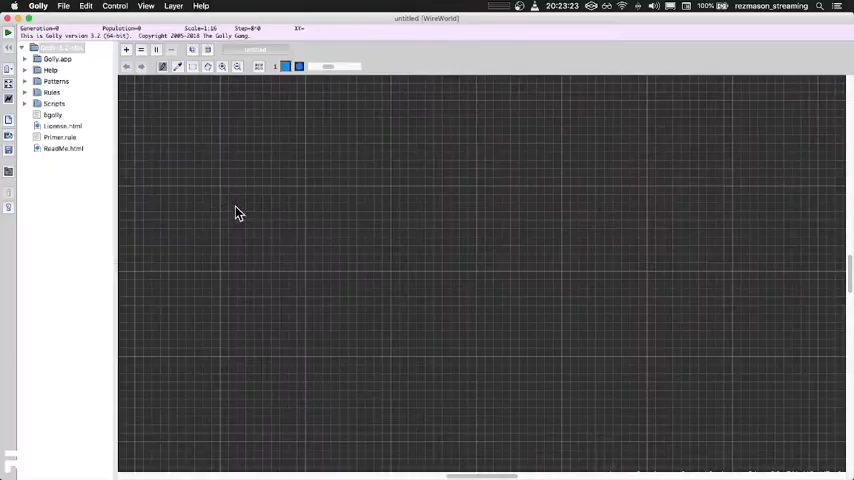 Golly File Edit Control View Layer Help
100% 20:23:23 rezmason_streaming
untitled [WireWorld]
Generation=0 Population=0 Scale=1:16 Step=8^0 XY=
This is Golly version 3.2 (64-bit). Copyright 2005-2018 The Golly Gang.
untitled
1
Golly.app
Help
Patterns
Rules
Scripts
bgolly
License.html
Primer.rule
ReadMe.html